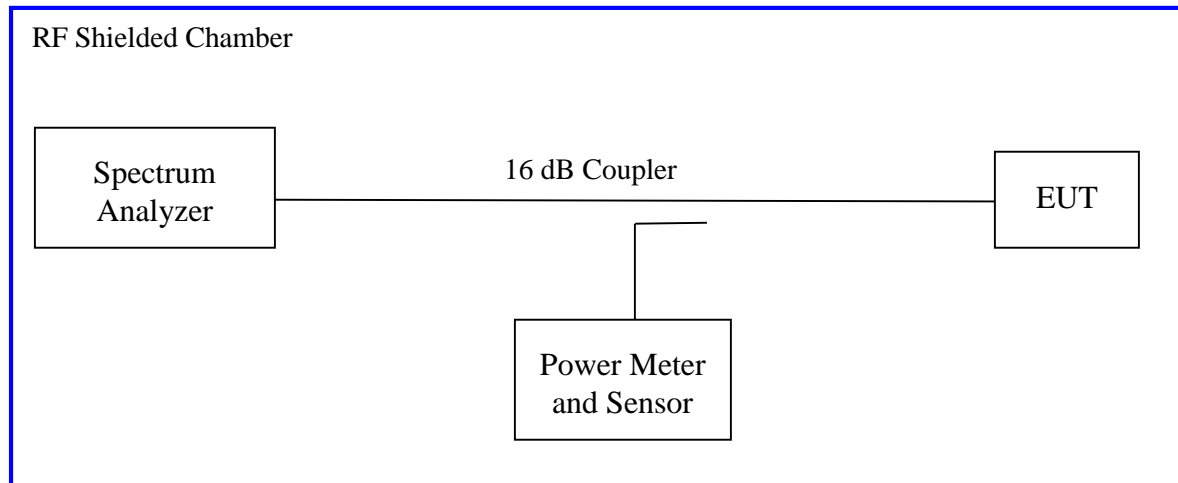 RF Shielded Chamber
Spectrum
Analyzer
16 dB Coupler
EUT
Power Meter
and Sensor